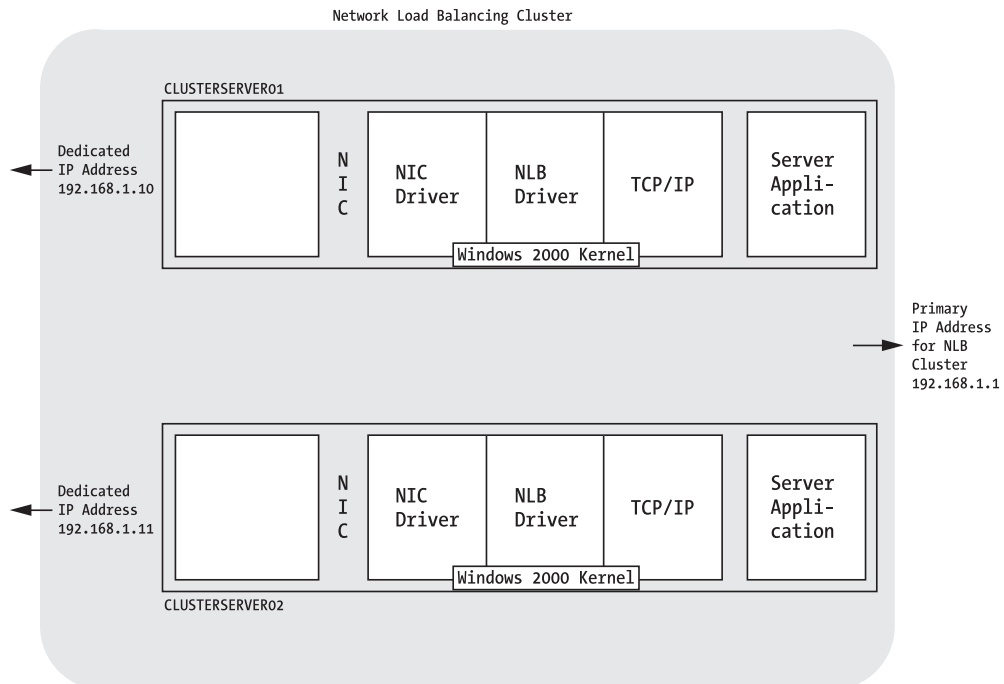 Network Load Balancing Cluster
CLUSTERSERVER01
Dedicated
IP Address
192.168.1.10
N
I
C
NIC
Driver
NLB
Driver
TCP/IP
Server
Appli-
cation
Windows 2000 Kernel
Primary
IP Address
for NLB
Cluster
192.168.1.1
Dedicated
IP Address
192.168.1.11
N
I
C
NIC
Driver
NLB
Driver
TCP/IP
Server
Appli-
cation
Windows 2000 Kernel
CLUSTERSERVER02